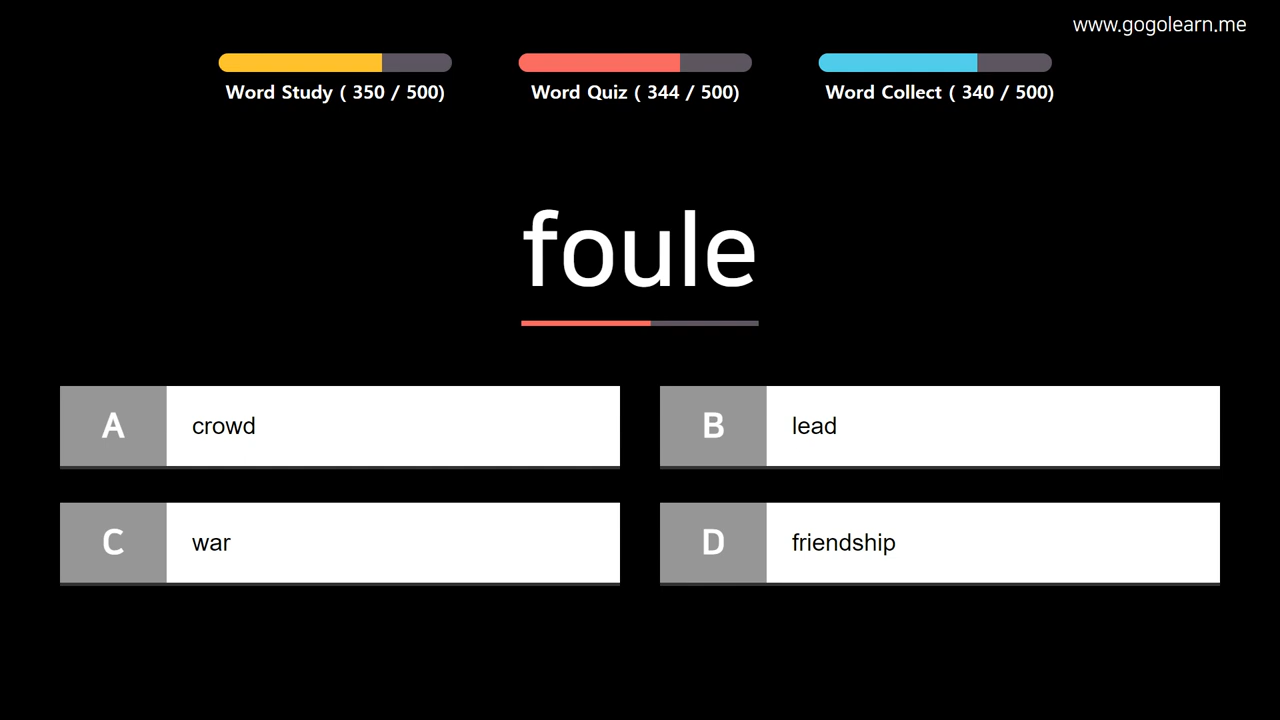 www.gogolearn.me
Word Study ( 350 / 500)
Word Quiz ( 344 / 500)
Word Collect ( 340 / 500)
foule
A crowd
B lead
C war
D friendship